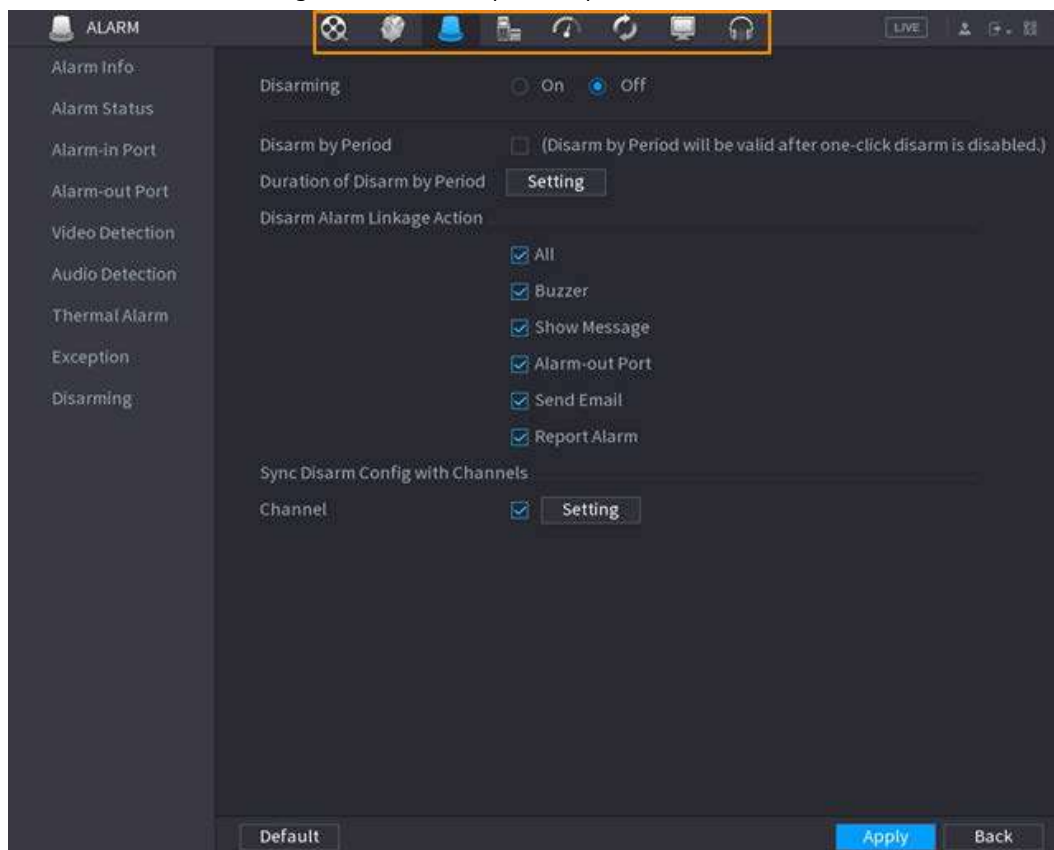 ALARM
LIVE
Alarm Info
Alarm Status
Alarm-in Port
Alarm-out Port
Video Detection
Audio Detection
Thermal Alarm
Exception
Disarming
Disarming On Off
Disarm by Period (Disarm by Period will be valid after one-click disarm is disabled.)
Duration of Disarm by Period Setting
Disarm Alarm Linkage Action
All
Buzzer
Show Message
Alarm-out Port
Send Email
Report Alarm
Sync Disarm Config with Channels
Channel Setting
Default Apply Back